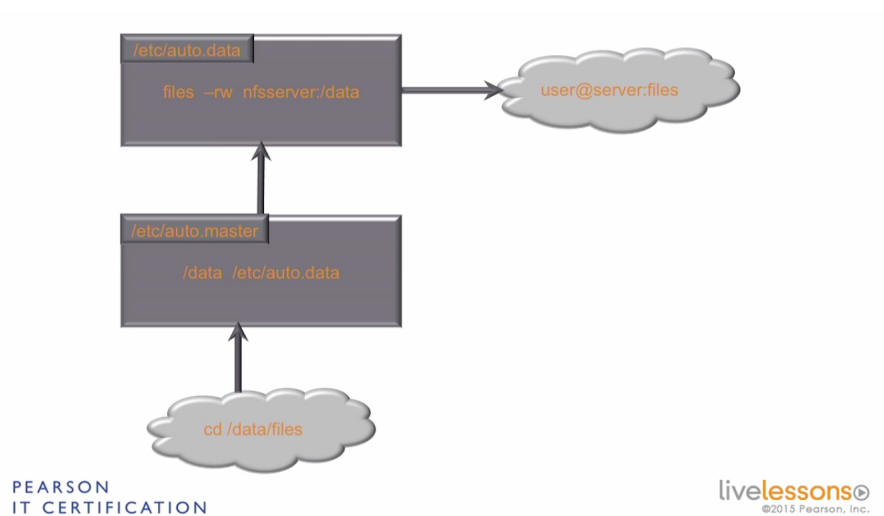 /etc/auto.data
files –rw nfsserver:/data
user@server:files
/etc/auto.master
/data /etc/auto.data
cd /data/files
PEARSON
IT CERTIFICATION
livelessons
©2015 Pearson, Inc.